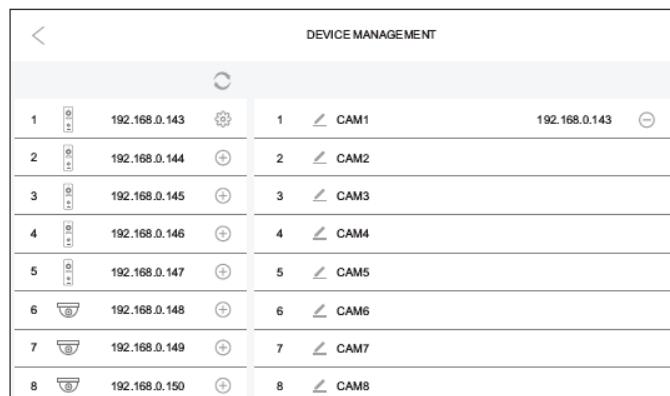 DEVICE MANAGEMENT
1 192.168.0.143 1 CAM1 192.168.0.143
2 192.168.0.144 2 CAM2
3 192.168.0.145 3 CAM3
4 192.168.0.146 4 CAM4
5 192.168.0.147 5 CAM5
6 192.168.0.148 6 CAM6
7 192.168.0.149 7 CAM7
8 192.168.0.150 8 CAM8